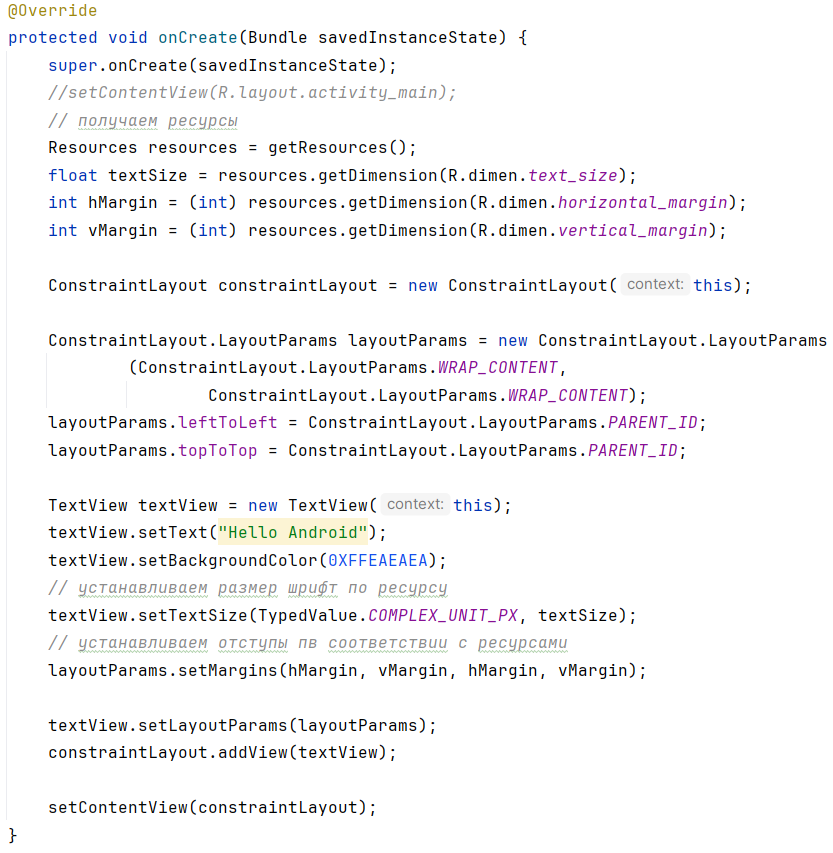 @Override
protected void onCreate(Bundle savedInstanceState) {
super.onCreate(savedInstanceState);
//setContentView(R.layout.activity_main);
// получаем ресурсы
Resources resources = getResources();
float textSize = resources.getDimension(R.dimen.text_size);
int hMargin = (int) resources.getDimension(R.dimen.horizontal_margin);
int vMargin = (int) resources.getDimension(R.dimen.vertical_margin);
ConstraintLayout constraintLayout = new ConstraintLayout( context: this);
ConstraintLayout.LayoutParams layoutParams = new ConstraintLayout.LayoutParams
(ConstraintLayout.LayoutParams.WRAP_CONTENT,
ConstraintLayout.LayoutParams.WRAP_CONTENT);
layoutParams.leftToLeft = ConstraintLayout.LayoutParams.PARENT_ID;
layoutParams.topToTop = ConstraintLayout.LayoutParams.PARENT_ID;
TextView textView = new TextView( context: this);
textView.setText("Hello Android");
textView.setBackgroundColor(0XFFEAEAEA);
// устанавливаем размер шрифт по ресурсу
textView.setTextSize(TypedValue.COMPLEX_UNIT_PX, textSize);
// устанавливаем отступы пв соответствии с ресурсами
layoutParams.setMargins(hMargin, vMargin, hMargin, vMargin);
textView.setLayoutParams(layoutParams);
constraintLayout.addView(textView);
setContentView(constraintLayout);
}